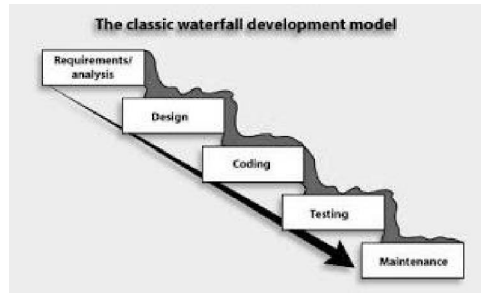 The classic waterfall development model
Requirements/
analysis
Design
Coding
Testing
Maintenance